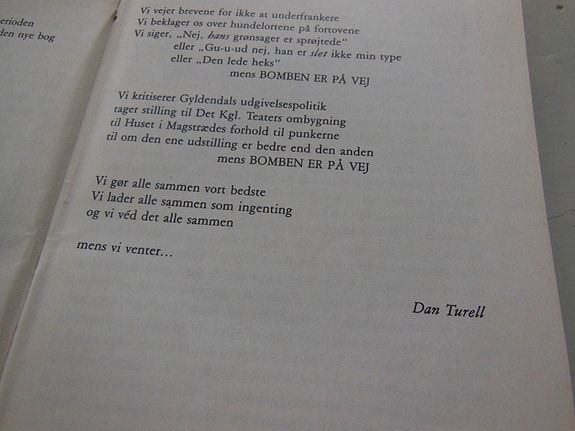 erioden
den nye bog
Vi vejer brevene for ikke at underfrankere
Vi beklager os over hundelortene på fortovene
Vi siger, „Nej, hans grønsager er sprøjtede"
eller „Gu-u-ud nej, han er slet ikke min type
eller „Den lede heks"
mens BOMBEN ER PÅ VEJ
Vi kritiserer Gyldendals udgivelsespolitik
tager stilling til Det Kgl. Teaters ombygning
til Huset i Magstrædes forhold til punkerne
til om den ene udstilling er bedre end den anden
mens BOMBEN ER PÅ VEJ
Vi gør alle sammen vort bedste
Vi lader alle sammen som ingenting
og vi véd det alle sammen
mens vi venter...
Dan Turell